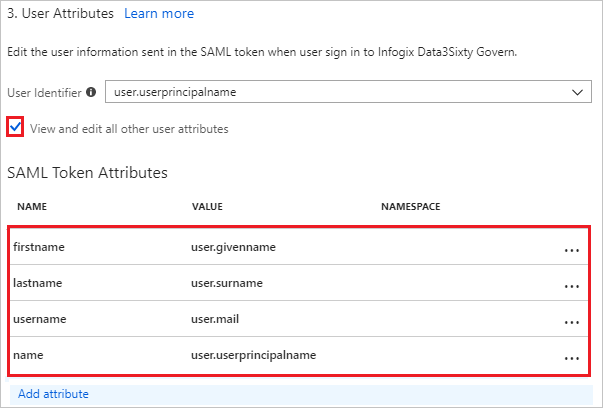 3. User Attributes Learn more
Edit the user information sent in the SAML token when user sign in to Infogix Data3Sixty Govern.
User Identifier user.userprincipalname
View and edit all other user attributes
SAML Token Attributes
NAME VALUE NAMESPACE
firstname user.givenname ...
lastname user.surname ...
username user.mail ...
name user.userprincipalname ...
Add attribute